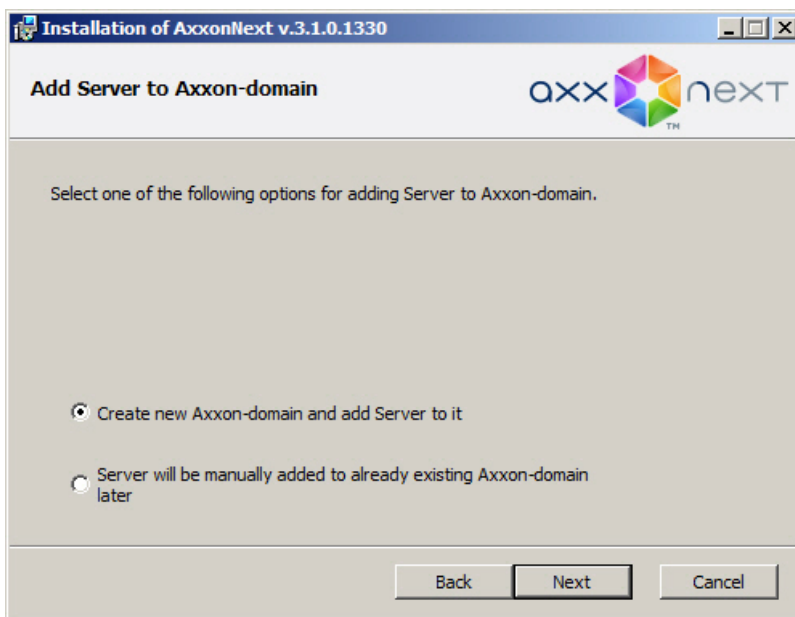 Installation of AxxonNext v.3.1.0.1330
Add Server to Axxon-domain
axx next
TM
Select one of the following options for adding Server to Axxon-domain.
Create new Axxon-domain and add Server to it
Server will be manually added to already existing Axxon-domain
later
Back Next Cancel